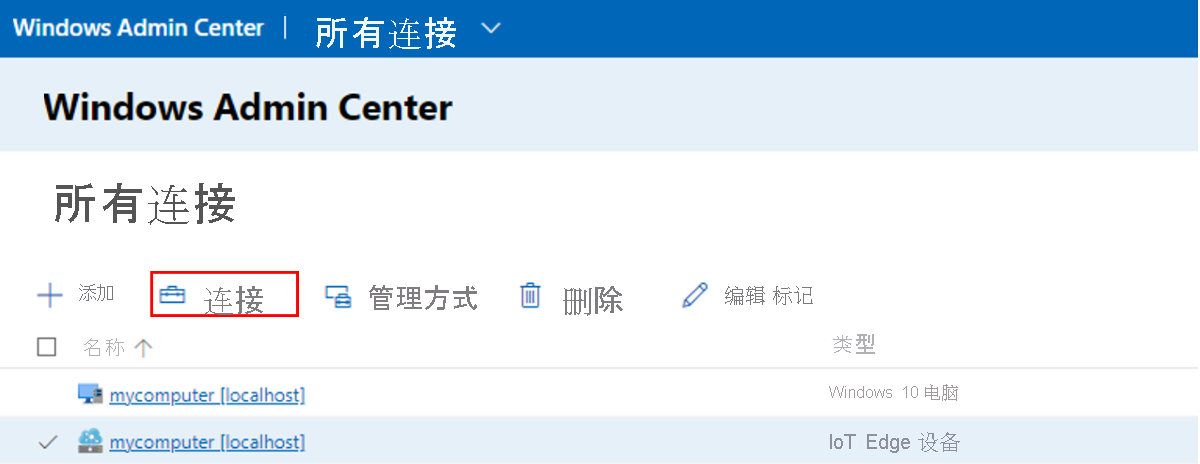 Windows Admin Center | 所有连接
Windows Admin Center
所有连接
添加 连接 管理方式 删除 编辑 标记
名称 类型
mycomputer [localhost] Windows 10 电脑
mycomputer [localhost] IoT Edge 设备